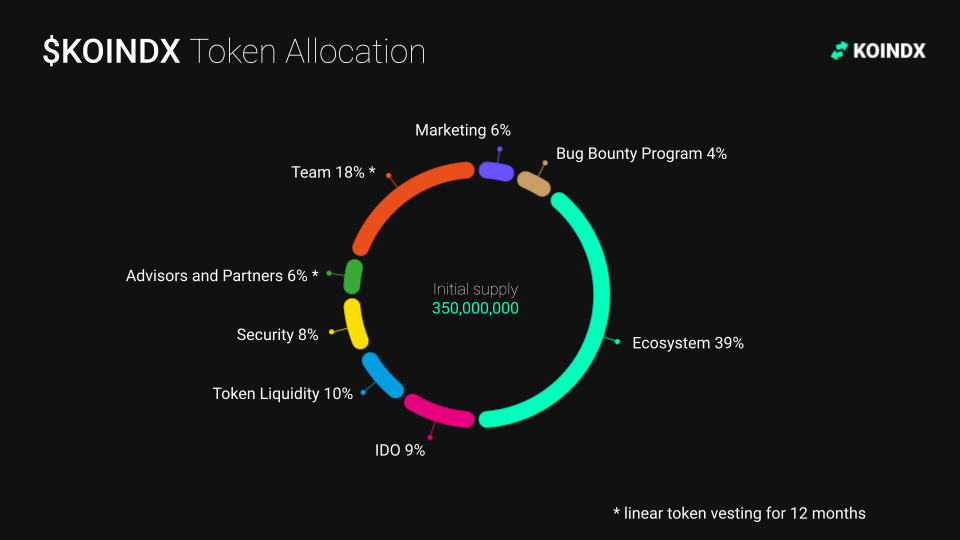 $KOINDX Token Allocation
KOINDX
Marketing 6%
Bug Bounty Program 4%
Team 18% *
Advisors and Partners 6% *
Initial supply
350,000,000
Security 8%
Ecosystem 39%
Token Liquidity 10%
IDO 9%
* linear token vesting for 12 months